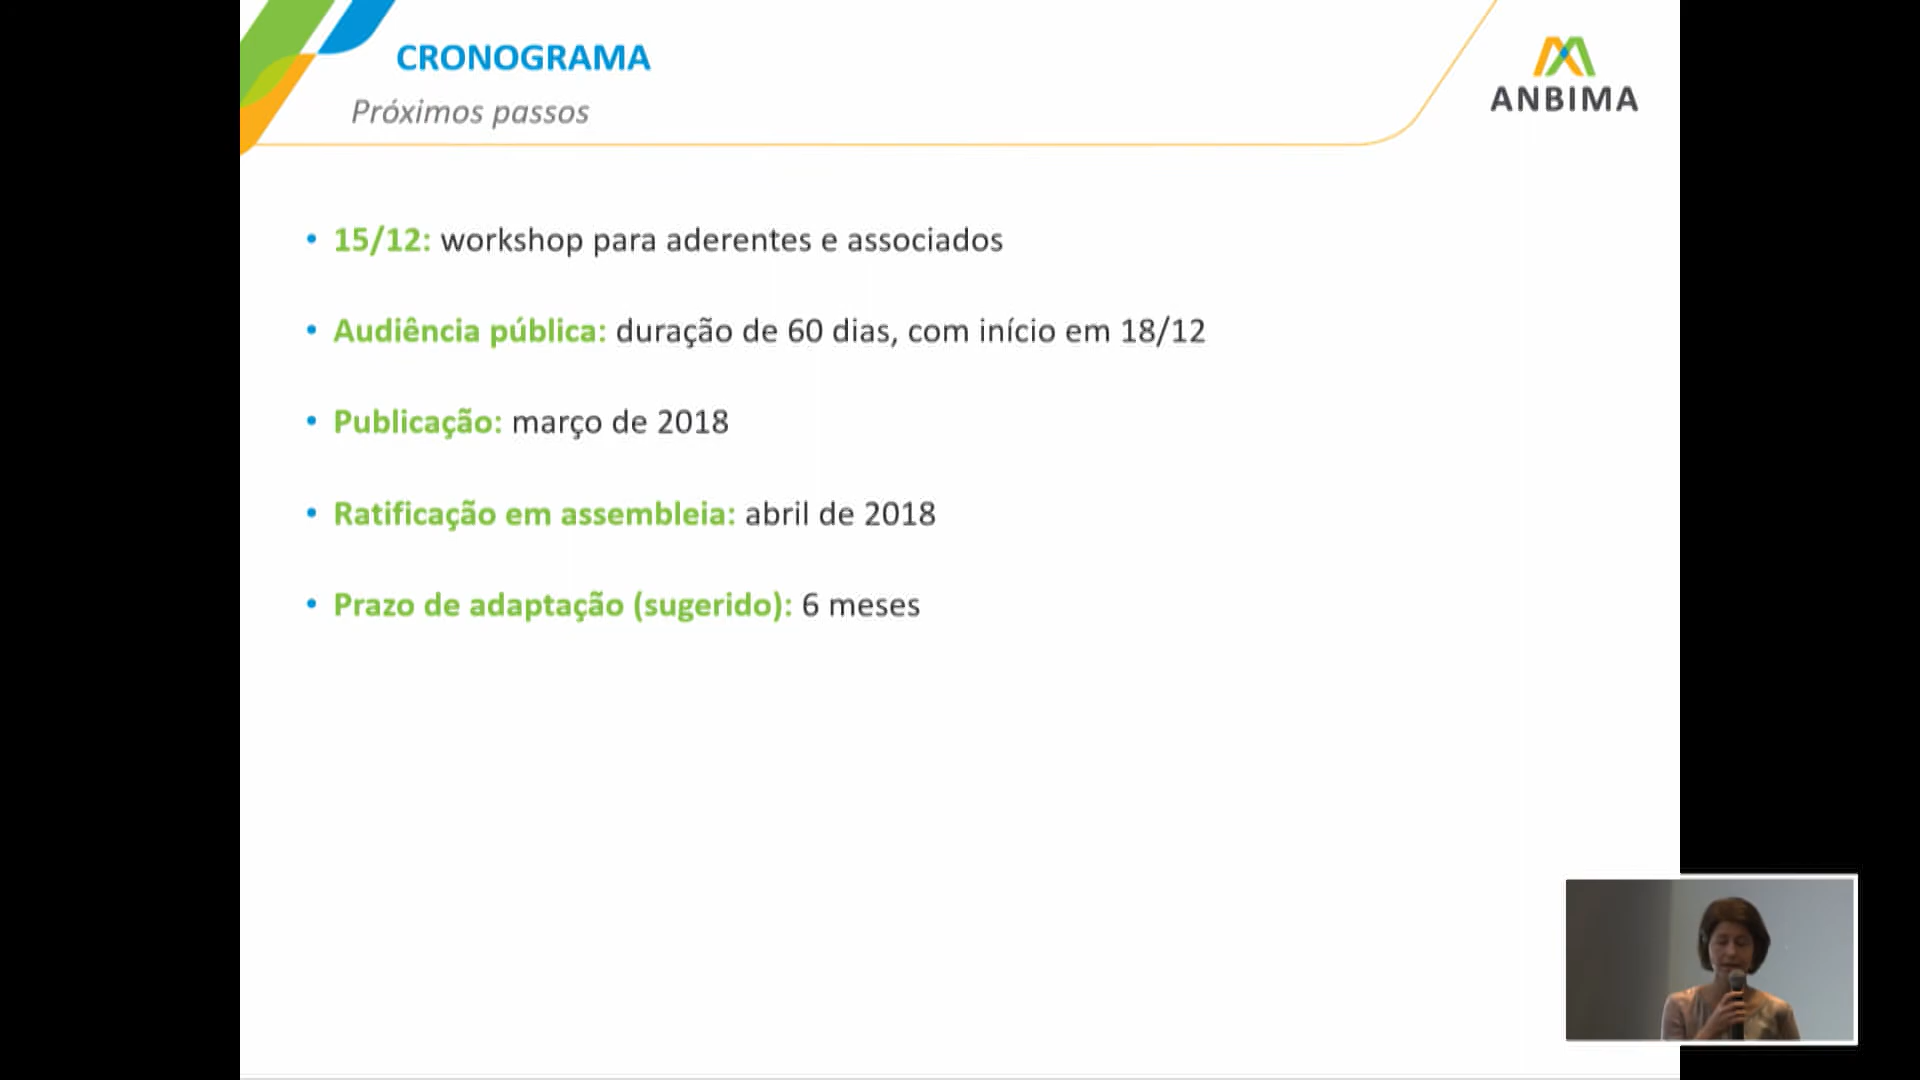 CRONOGRAMA
Próximos passos
ANBIMA
• 15/12: workshop para aderentes e associados
• Audiência pública: duração de 60 dias, com início em 18/12
• Publicação: março de 2018
• Ratificação em assembleia: abril de 2018
• Prazo de adaptação (sugerido): 6 meses